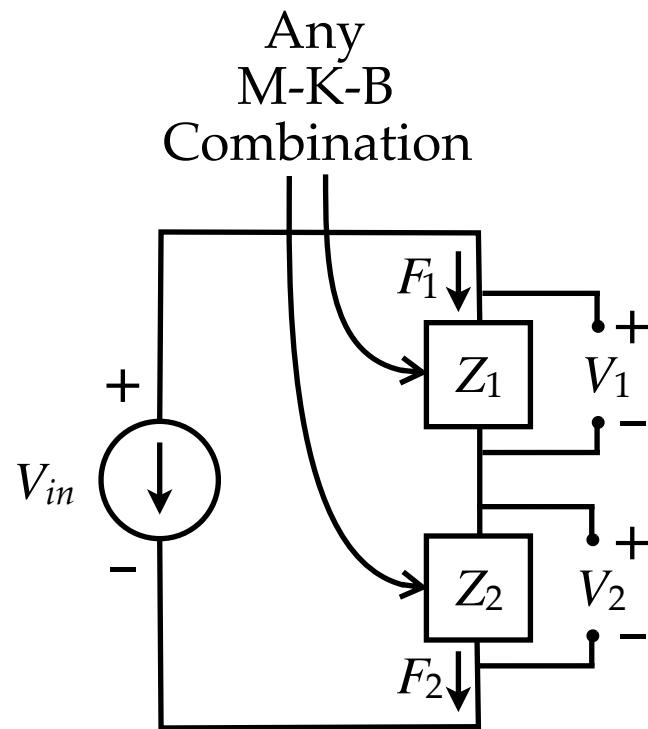 Any
M-K-B
Combination
F1
+
Z1
V1
+
−
Vin
+
Z2
V2
−
−
F2